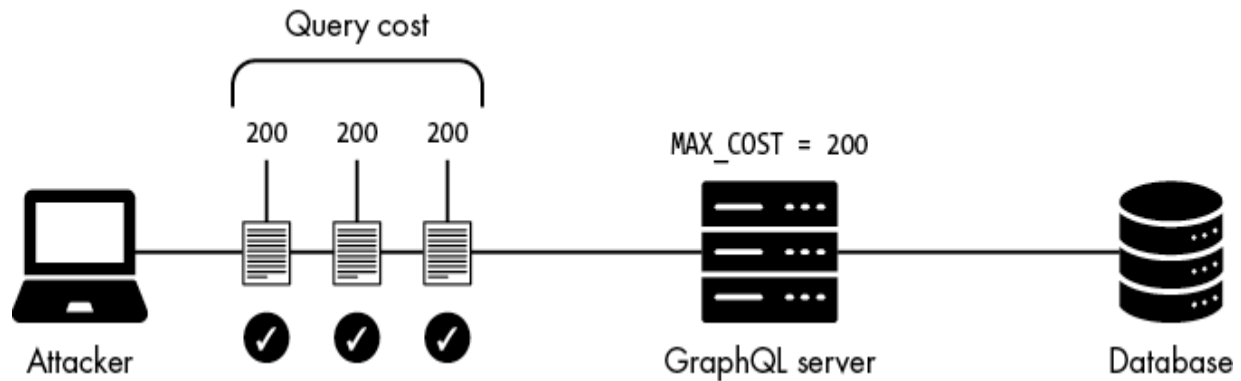 Query cost
200 200 200
MAX_COST = 200
Attacker
GraphQL server
Database